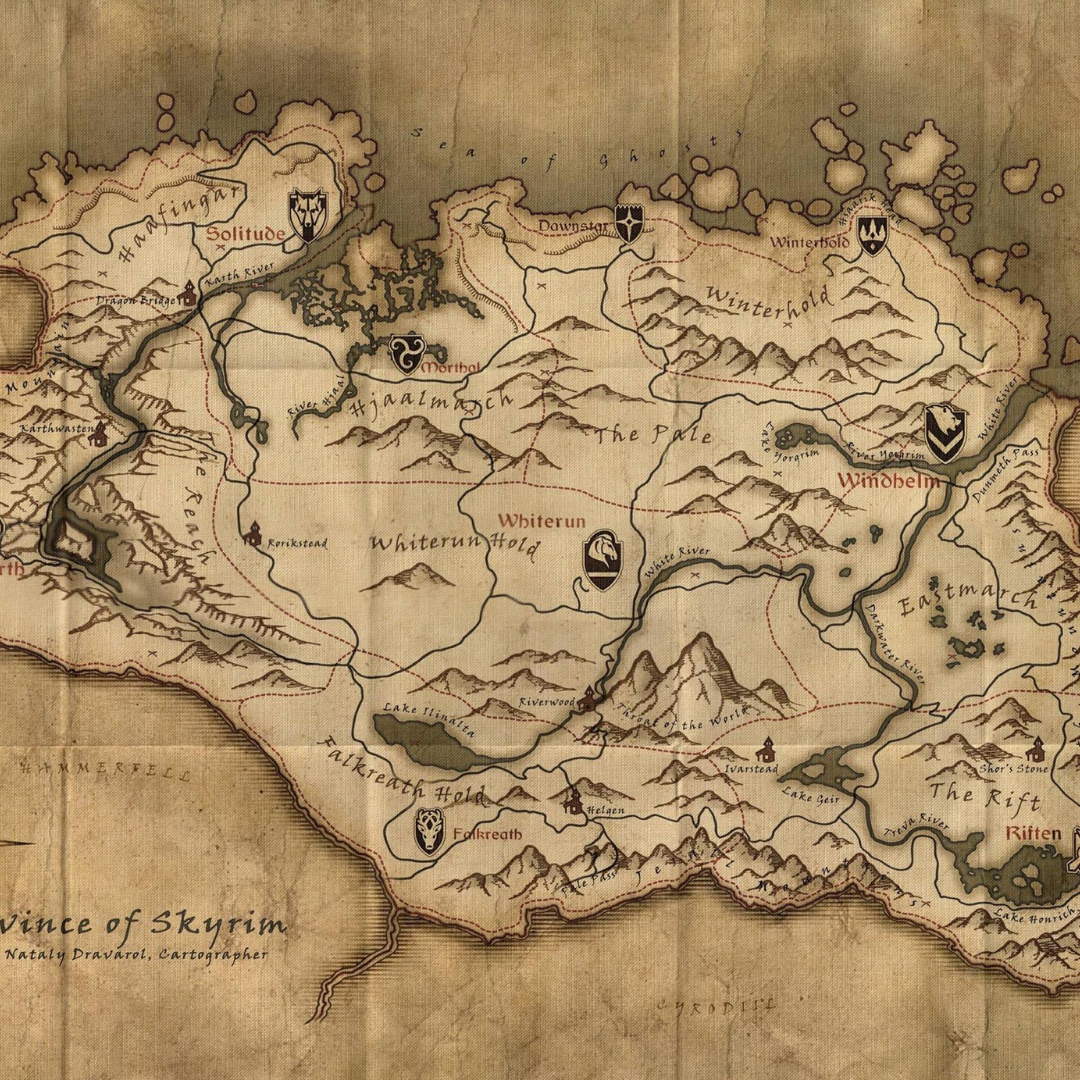 Sea of Ghosts
Haafingar
Solitude
Dawnstar
Winterhold
Karth River
Dragon Bridge
Winterhold
Morthal
River Hjaal
Hjaalmarch
The Pale
Lake Yorgrim
River Yorgrim
White River
Karthwasten
Windhelm
Dunmeth Pass
The Reach
Whiterun
Rorikstead
Whiterun Hold
White River
rth
Eastmarch
Darkwater River
Riverwood
Throat of the World
Lake Ilinalta
Falkreath Hold
Ivarstead
Shor's Stone
HAMMERFELL
Lake Geir
The Rift
Helgen
Falkreath
Treva River
Riften
Pale Pass
Lake Honrich
vince of Skyrim
Nataly Dravarol, Cartographer
CYRODIIL